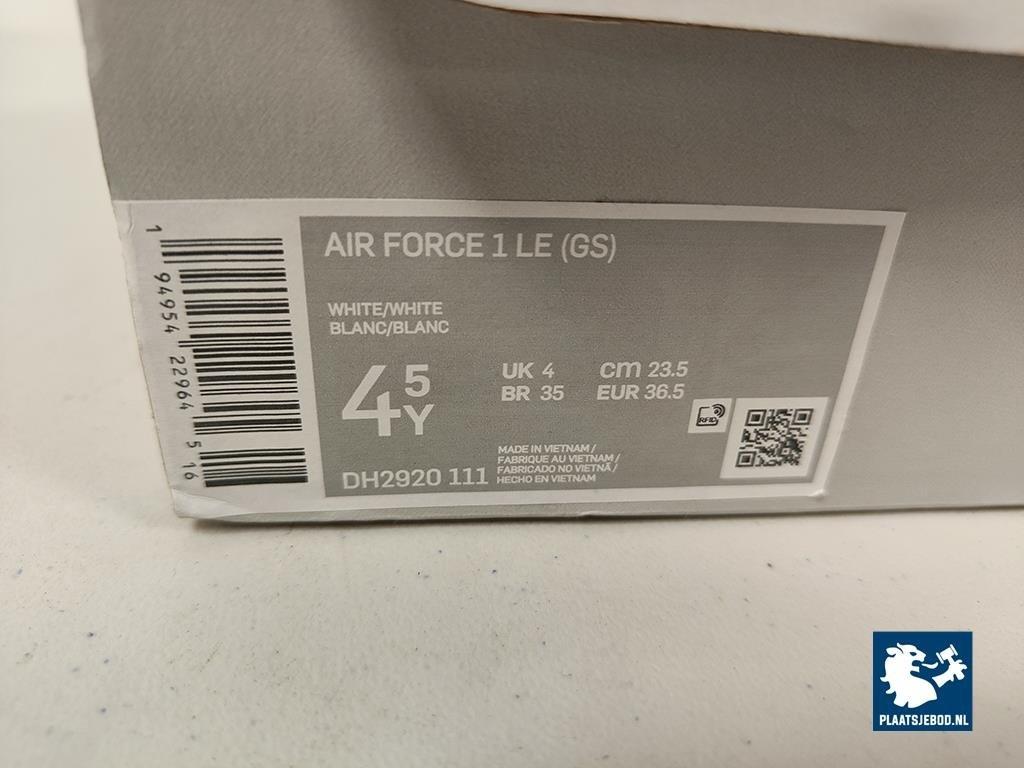 AIR FORCE 1 LE (GS)
WHITE/WHITE
BLANC/BLANC
4 5Y
UK 4 cm 23.5
BR 35 EUR 36.5
RFID
MADE IN VIETNAM /
FABRIQUE AU VIETNAM /
FABRICADO NO VIETNÃ /
HECHO EN VIETNAM
DH2920 111
1 94954 22964 5 16
PLAATSJEBOD.NL